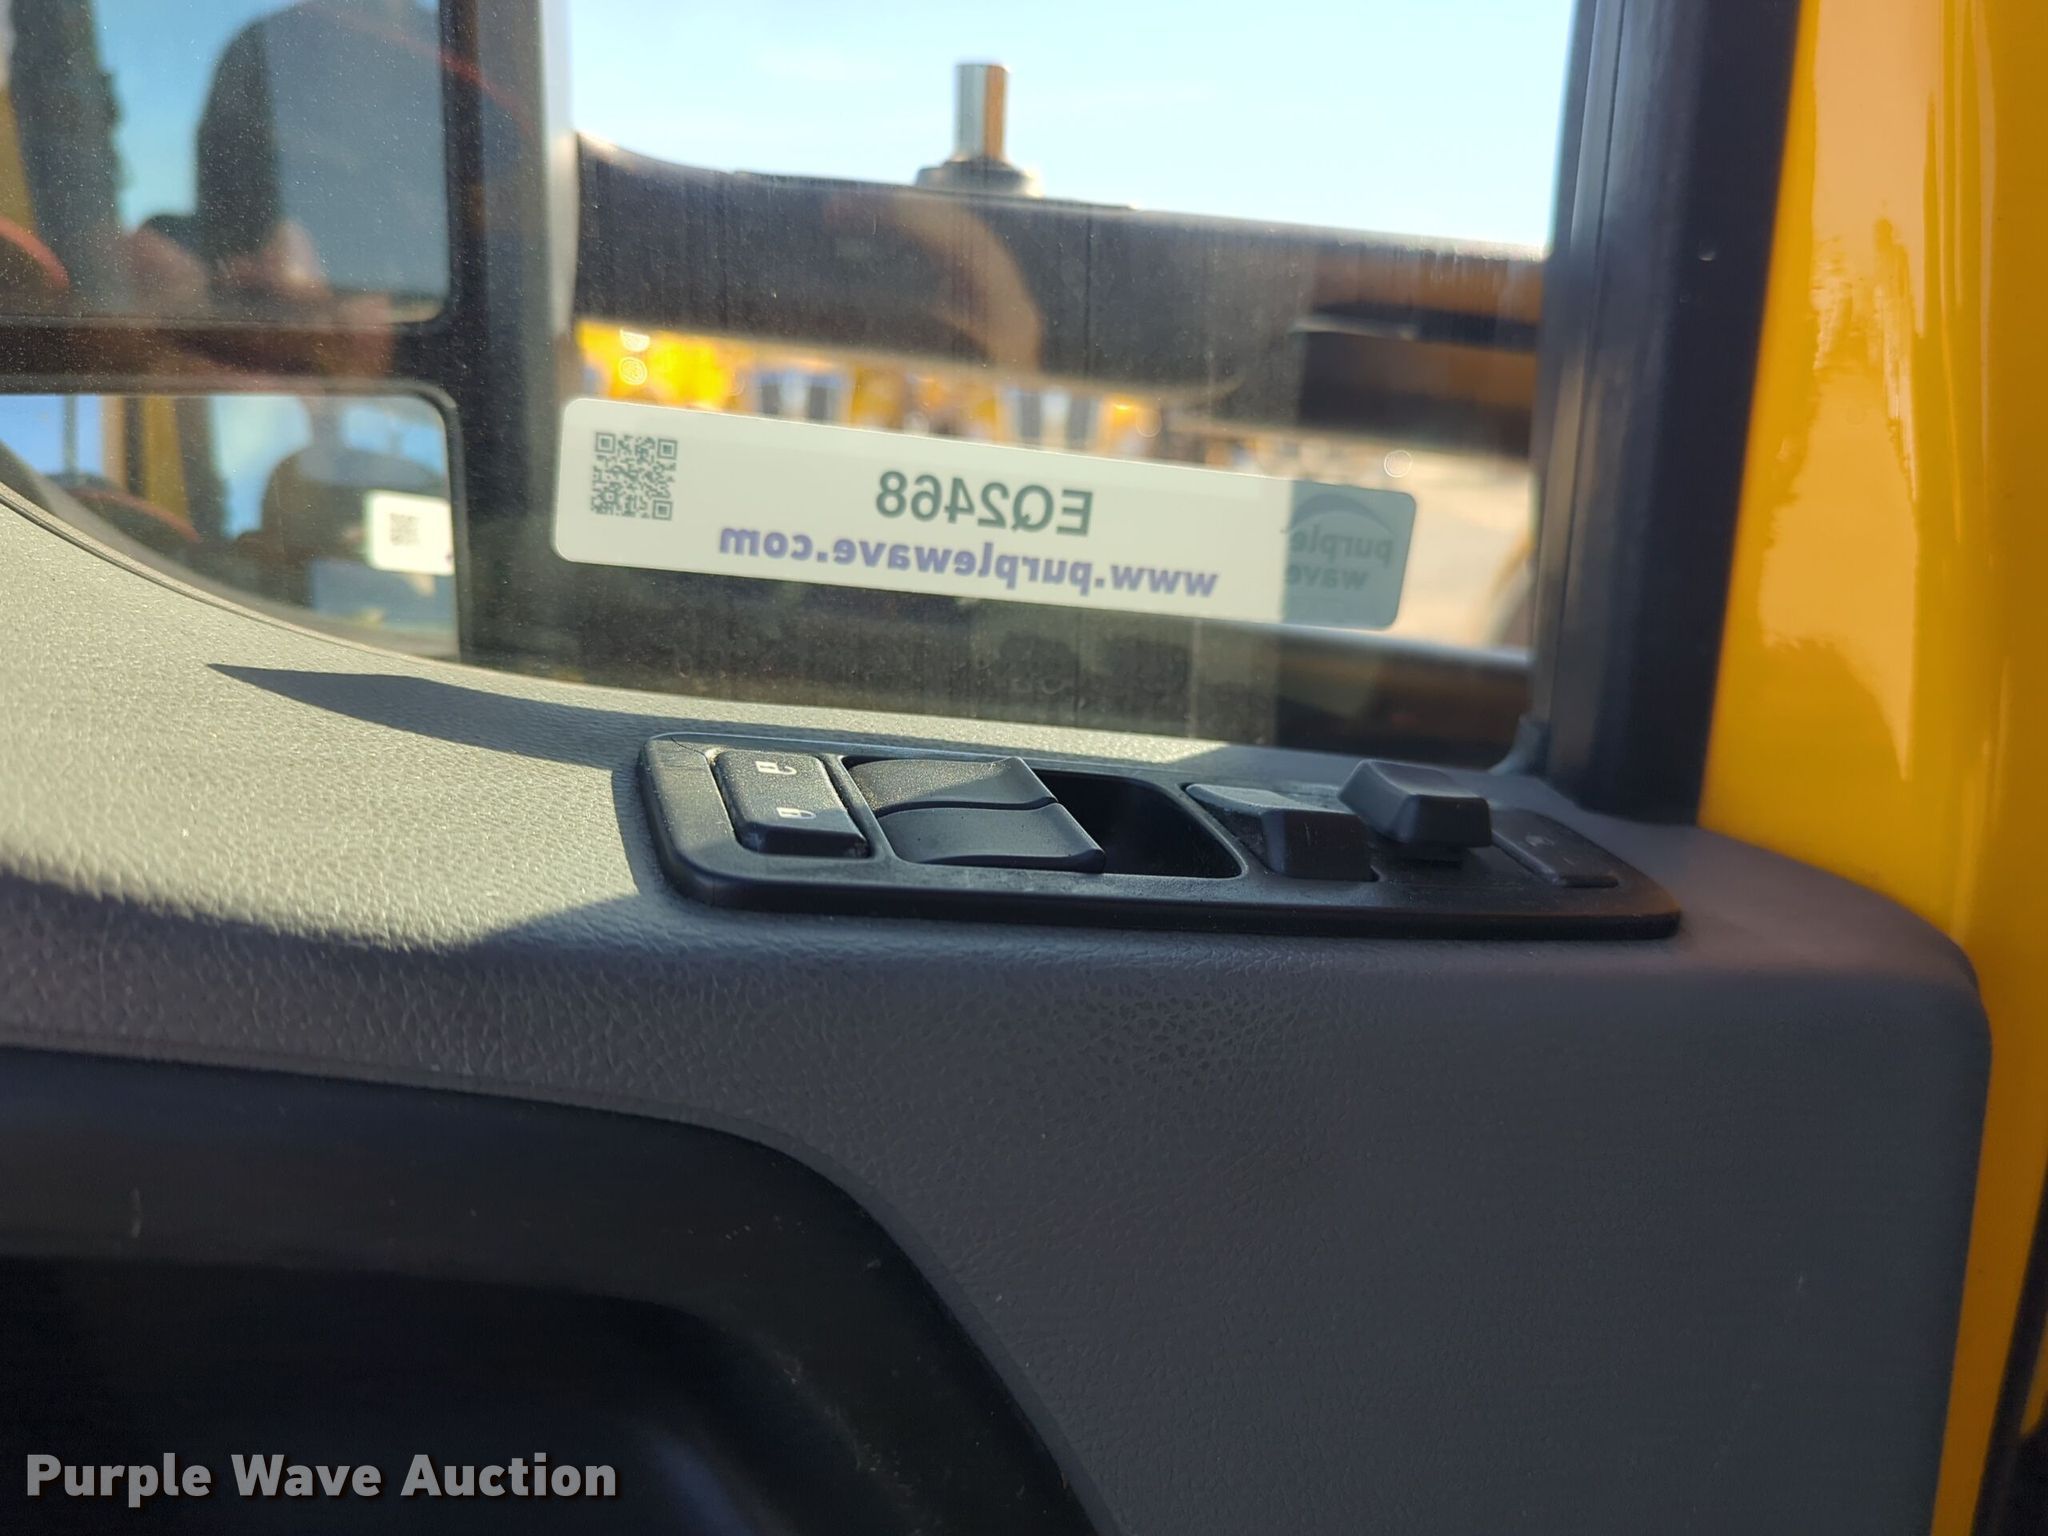 EQ2468
www.purplewave.com
purple
wave
Purple Wave Auction